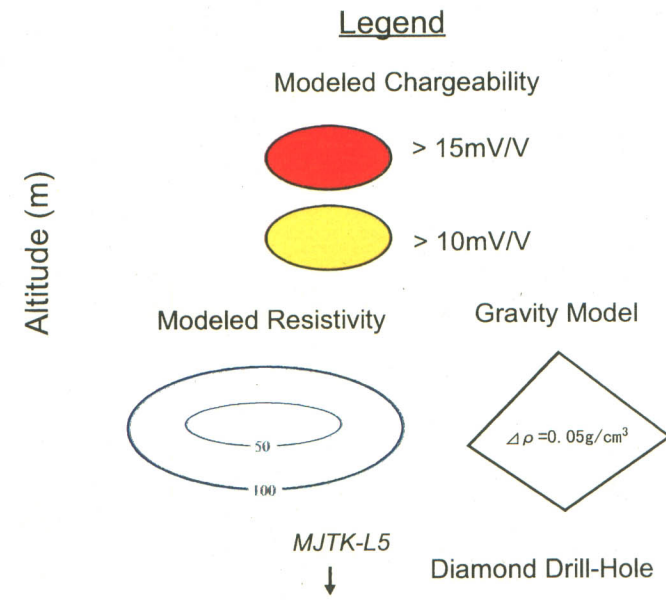 Legend
Modeled Chargeability
> 15mV/V
> 10mV/V
Altitude (m)
Modeled Resistivity
Gravity Model
50
100
⊿ρ=0.05g/cm³
MJTK-L5
Diamond Drill-Hole